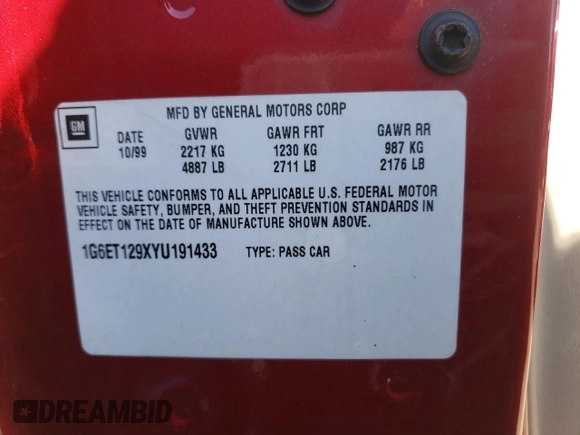 MFD BY GENERAL MOTORS CORP
GM DATE GVWR GAWR FRT GAWR RR
10/99 2217 KG 1230 KG 987 KG
4887 LB 2711 LB 2176 LB
THIS VEHICLE CONFORMS TO ALL APPLICABLE U.S. FEDERAL MOTOR
VEHICLE SAFETY, BUMPER, AND THEFT PREVENTION STANDARDS IN
EFFECT ON THE DATE OF MANUFACTURE SHOWN ABOVE.
1G6ET129XYU191433 TYPE: PASS CAR
DREAMBID